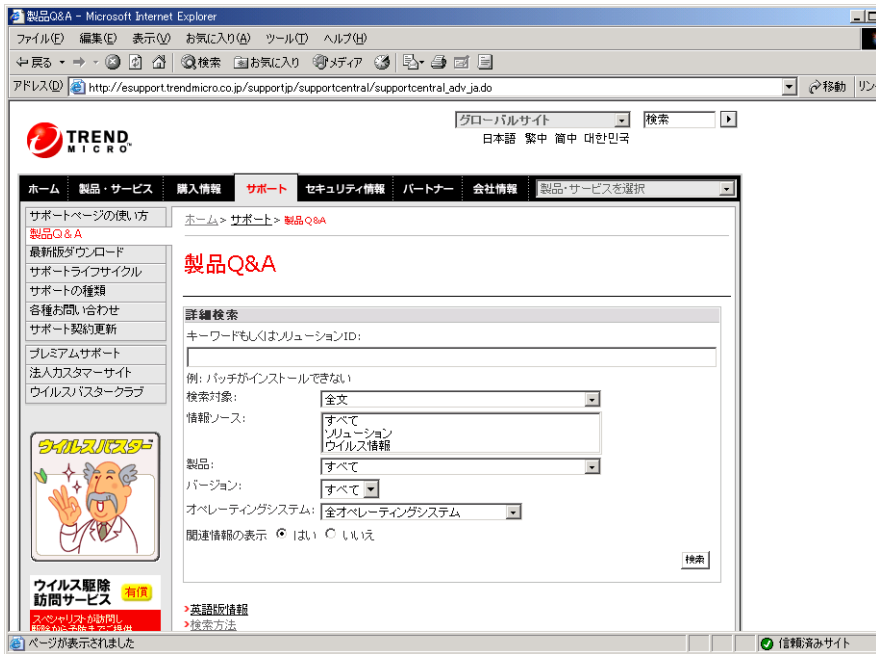 製品Q&A - Microsoft Internet Explorer
ファイル(F) 編集(E) 表示(V) お気に入り(A) ツール(T) ヘルプ(H)
戻る 検索 お気に入り メディア
アドレス(D) http://esupport.trendmicro.co.jp/supportjp/supportcentral/supportcentral_adv_ja.do 移動 リン
グローバルサイト 検索
TREND
MICRO
日本語 繁中 简中 대한민국
ホーム 製品・サービス 購入情報 サポート セキュリティ情報 パートナー 会社情報 製品・サービスを選択
サポートページの使い方
製品Q&A
最新版ダウンロード
サポートライフサイクル
サポートの種類
各種お問い合わせ
サポート契約更新
プレミアムサポート
法人カスタマーサイト
ウイルスバスタークラブ
ウイルスバスター
ウイルス駆除
訪問サービス 有償
スペシャリストが訪問し
駆除から予防までご提供
ホーム> サポート> 製品Q&A
製品Q&A
詳細検索
キーワードもしくはソリューションID:
例: パッチがインストールできない
検索対象: 全文
情報ソース: すべて
ソリューション
ウイルス情報
製品: すべて
バージョン: すべて
オペレーティングシステム: 全オペレーティングシステム
関連情報の表示 はい いいえ
検索
>英語版情報
>検索方法
ページが表示されました 信頼済みサイト